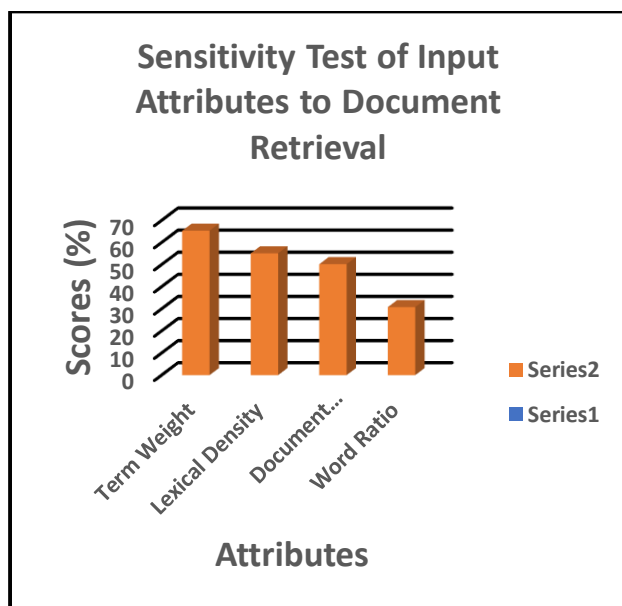 Sensitivity Test of Input
Attributes to Document
Retrieval
Scores (%)
70
60
50
40
30
20
10
0
Term Weight
Lexical Density
Document...
Word Ratio
Series2
Series1
Attributes